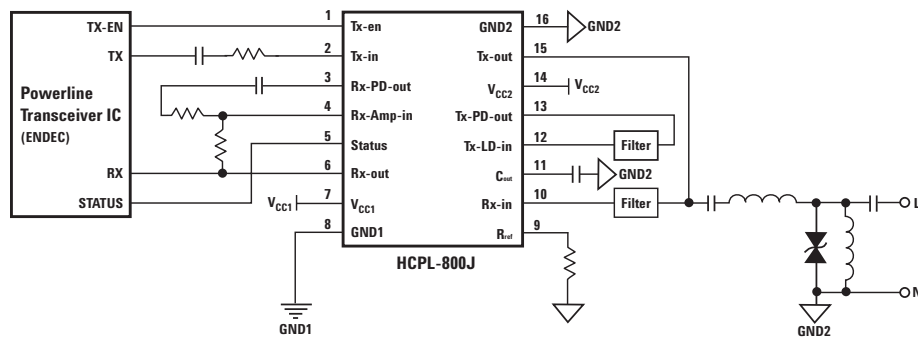 TX-EN
TX
Powerline
Transceiver IC
(ENDEC)
RX
STATUS
1
2
3
4
5
6
7
8
VCC1
GND1
Tx-en
Tx-in
Rx-PD-out
Rx-Amp-in
Status
Rx-out
VCC1
GND1
GND2
Tx-out
VCC2
Tx-PD-out
Tx-LD-in
Cout
Rx-in
Rref
HCPL-800J
16
15
14
13
12
11
10
9
GND2
VCC2
Filter
GND2
Filter
GND2
L
N